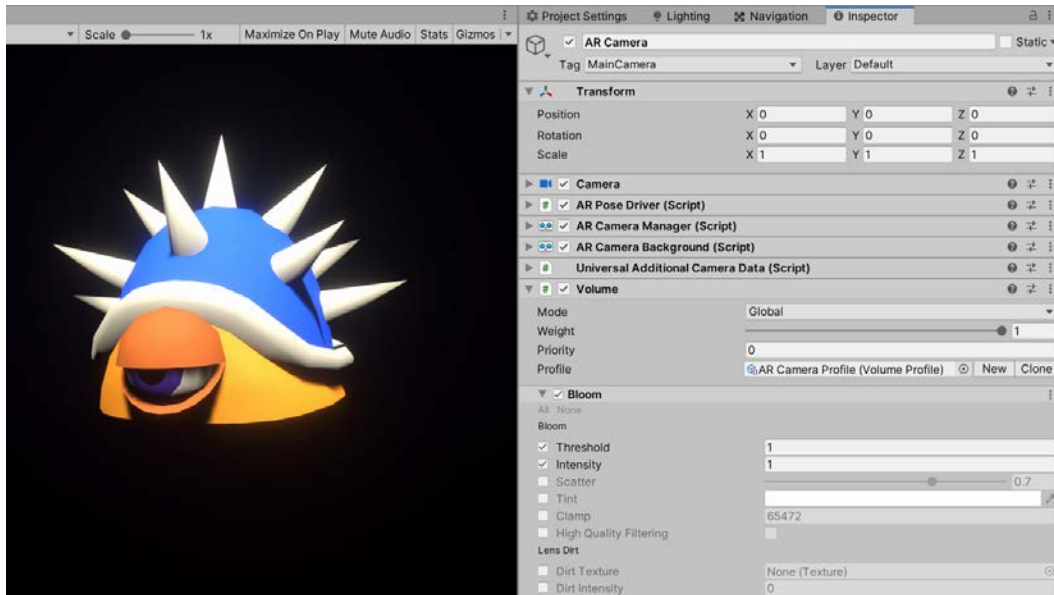 Scale 1x Maximize On Play Mute Audio Stats Gizmos
Project Settings Lighting Navigation Inspector
AR Camera Static
Tag MainCamera Layer Default
Transform
Position X 0 Y 0 Z 0
Rotation X 0 Y 0 Z 0
Scale X 1 Y 1 Z 1
Camera
AR Pose Driver (Script)
AR Camera Manager (Script)
AR Camera Background (Script)
Universal Additional Camera Data (Script)
Volume
Mode Global
Weight 1
Priority 0
Profile AR Camera Profile (Volume Profile) New Clone
Bloom
All None
Bloom
Threshold 1
Intensity 1
Scatter 0.7
Tint
Clamp 65472
High Quality Filtering
Lens Dirt
Dirt Texture None (Texture)
Dirt Intensity 0